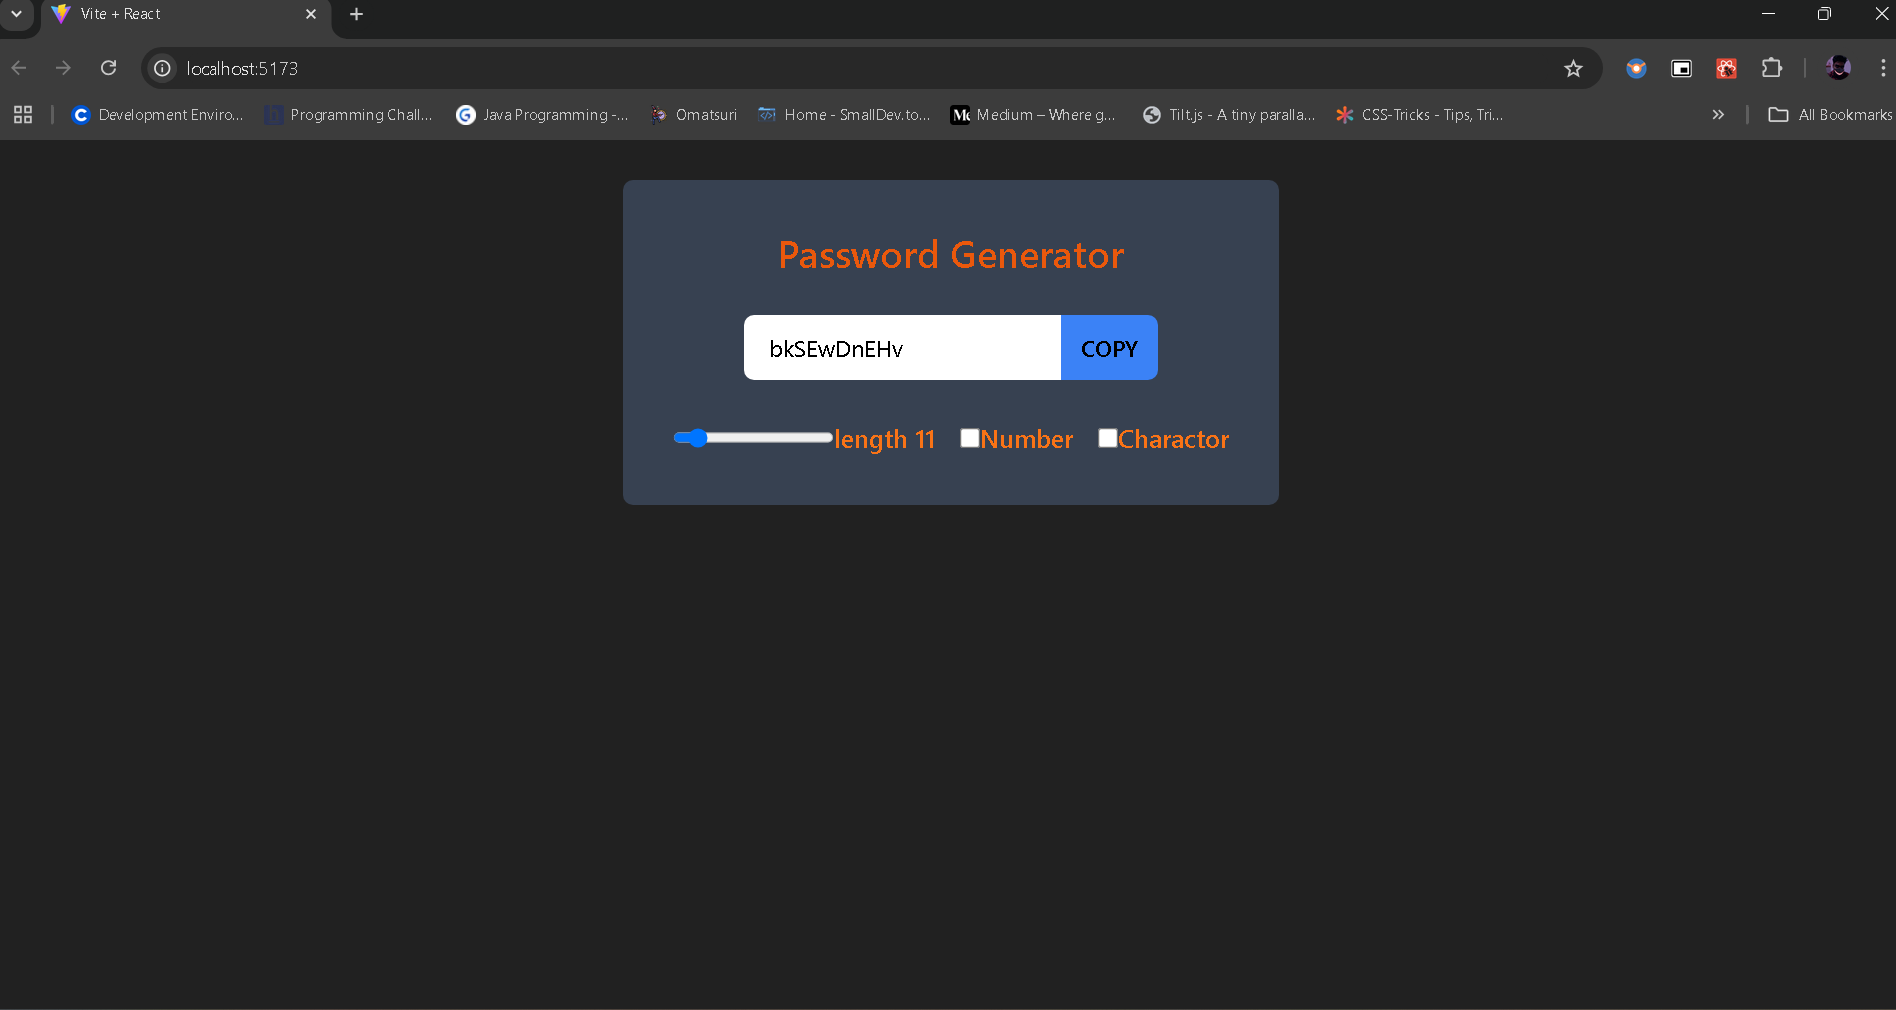 Vite + React
localhost:5173
Development Enviro...
Programming Chall...
Java Programming -...
Omatsuri
Home - SmallDev.to...
Medium – Where g...
Tilt.js - A tiny paralla...
CSS-Tricks - Tips, Tri...
All Bookmarks
Password Generator
bkSEwDnEHv
COPY
length 11
Number
Charactor